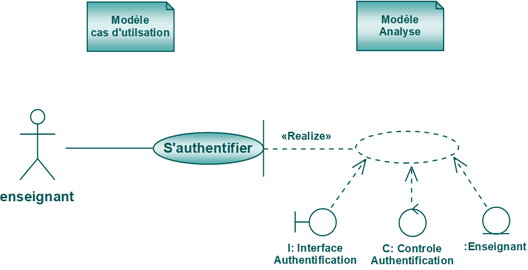 Modèle
cas d'utilsation
Modèle
Analyse
«Realize»
S'authentifier
enseignant
I: Interface
Authentification
C: Controle
Authentification
:Enseignant